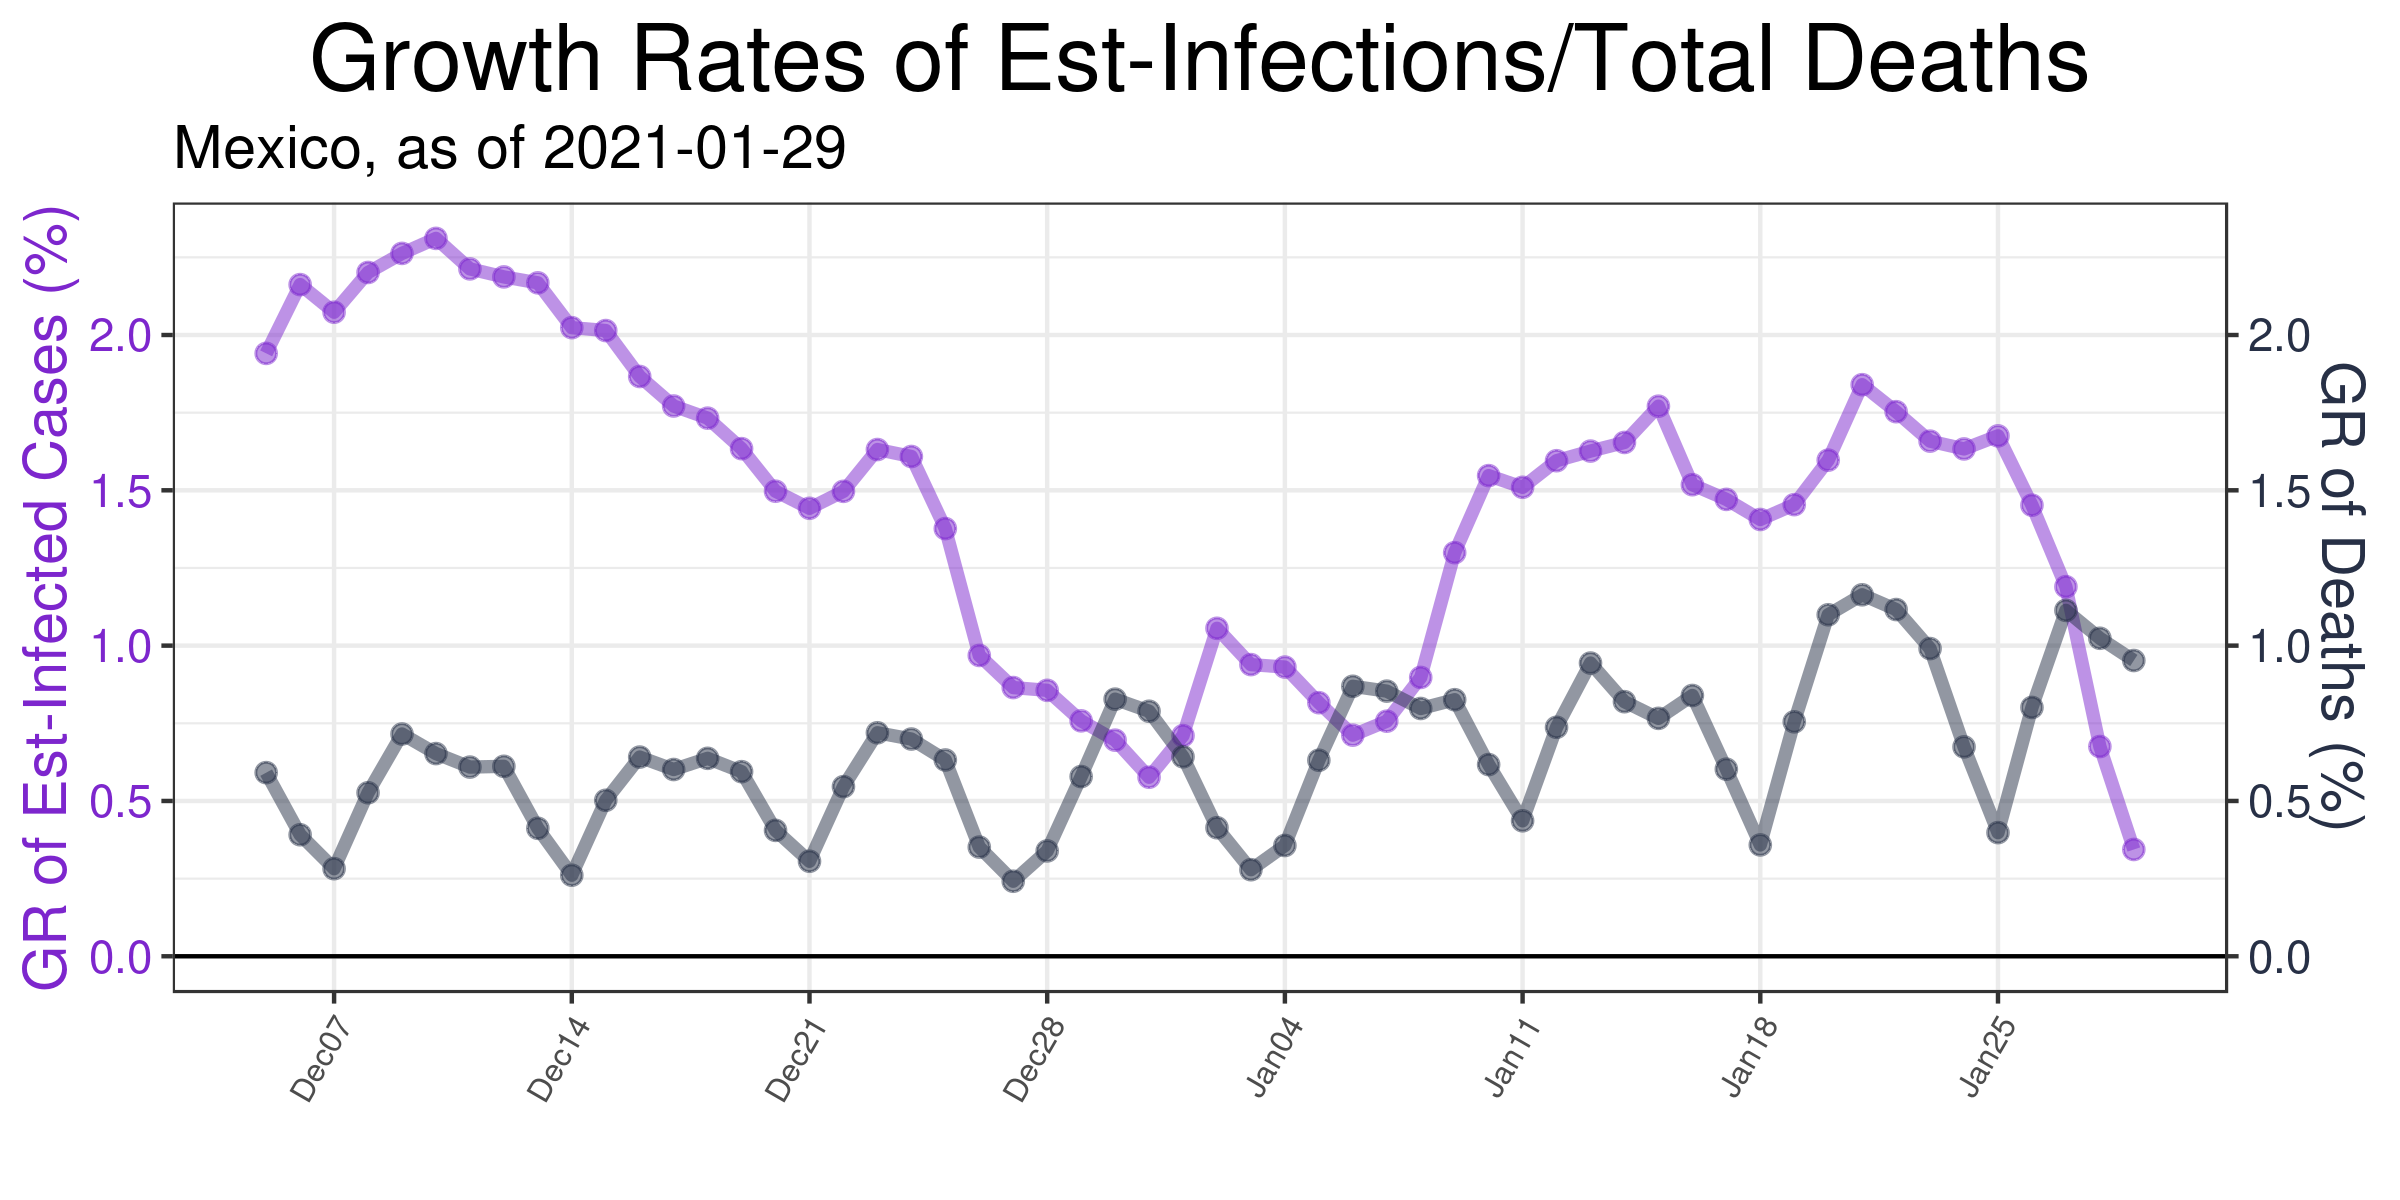 Growth Rates of Est-Infections/Total Deaths
Mexico, as of 2021-01-29
GR of Est-Infected Cases (%)
2.0
1.5
1.0
0.5
0.0
2.0
1.5
1.0
0.5
0.0
GR of Deaths (%)
Dec07
Dec14
Dec21
Dec28
Jan04
Jan11
Jan18
Jan25